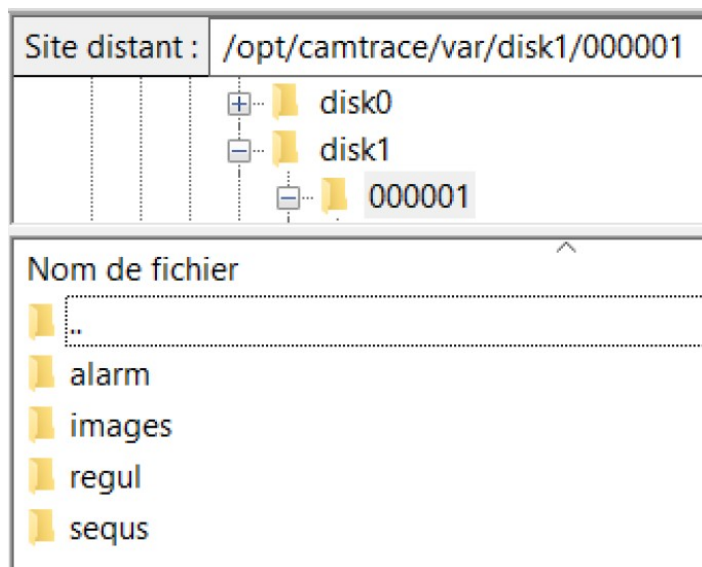 Site distant : /opt/camtrace/var/disk1/000001
disk0
disk1
000001
Nom de fichier
..
alarm
images
regul
sequs